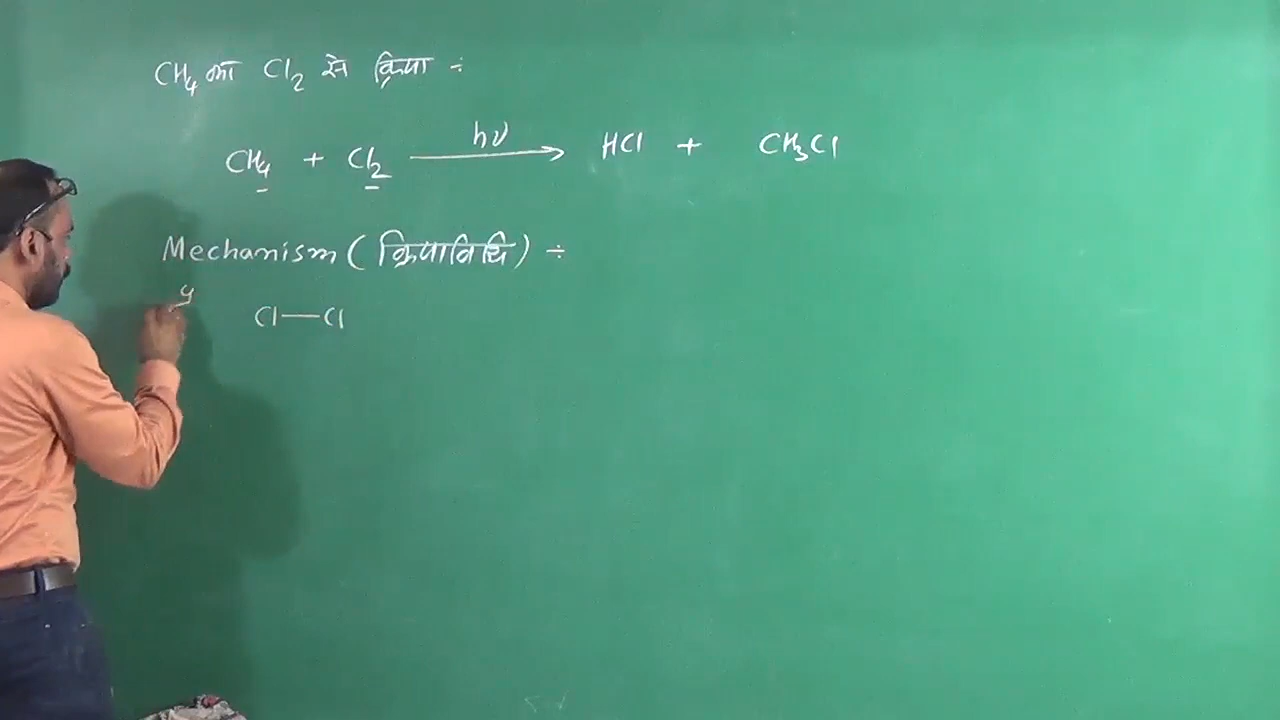 CH₄ का Cl₂ से क्रिया ÷
CH₄ + Cl₂ hν → HCl + CH₃Cl
Mechanism ( क्रियाविधि ) ÷
Cl—Cl